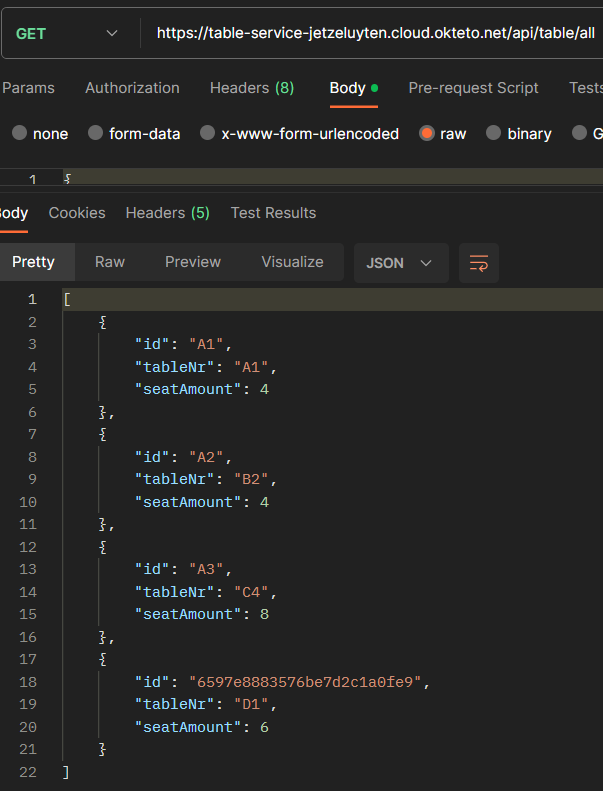 GET https://table-service-jetzeluyten.cloud.okteto.net/api/table/all
Params Authorization Headers (8) Body Pre-request Script Tests
none form-data x-www-form-urlencoded raw binary G
1 {
Body Cookies Headers (5) Test Results
Pretty Raw Preview Visualize JSON
1 [
2 {
3 "id": "A1",
4 "tableNr": "A1",
5 "seatAmount": 4
6 },
7 {
8 "id": "A2",
9 "tableNr": "B2",
10 "seatAmount": 4
11 },
12 {
13 "id": "A3",
14 "tableNr": "C4",
15 "seatAmount": 8
16 },
17 {
18 "id": "6597e8883576be7d2c1a0fe9",
19 "tableNr": "D1",
20 "seatAmount": 6
21 }
22 ]